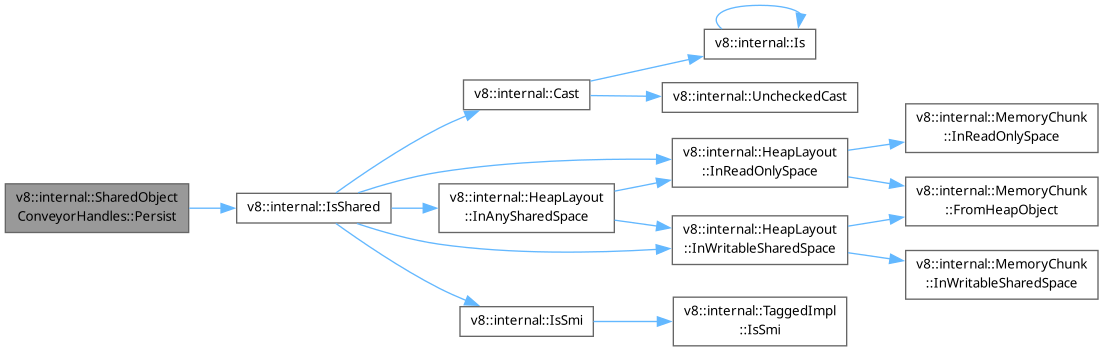 v8::internal::SharedObject
ConveyorHandles::Persist
v8::internal::IsShared
v8::internal::Cast
v8::internal::Is
v8::internal::UncheckedCast
v8::internal::HeapLayout
::InReadOnlySpace
v8::internal::MemoryChunk
::InReadOnlySpace
v8::internal::HeapLayout
::InAnySharedSpace
v8::internal::MemoryChunk
::FromHeapObject
v8::internal::HeapLayout
::InWritableSharedSpace
v8::internal::MemoryChunk
::InWritableSharedSpace
v8::internal::IsSmi
v8::internal::TaggedImpl
::IsSmi